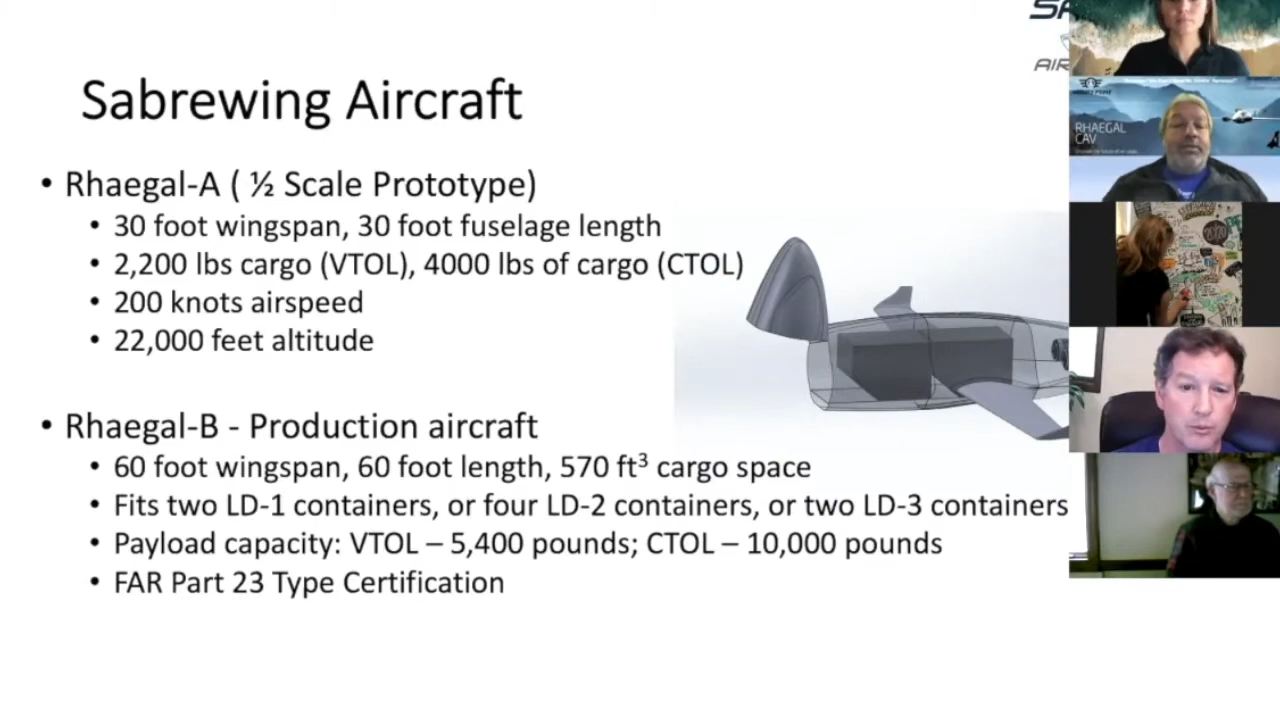 Sabrewing Aircraft
• Rhaegal-A ( ½ Scale Prototype)
• 30 foot wingspan, 30 foot fuselage length
• 2,200 lbs cargo (VTOL), 4000 lbs of cargo (CTOL)
• 200 knots airspeed
• 22,000 feet altitude
• Rhaegal-B - Production aircraft
• 60 foot wingspan, 60 foot length, 570 ft³ cargo space
• Fits two LD-1 containers, or four LD-2 containers, or two LD-3 containers
• Payload capacity: VTOL – 5,400 pounds; CTOL – 10,000 pounds
• FAR Part 23 Type Certification
AIR
RHAEGAL
CAV